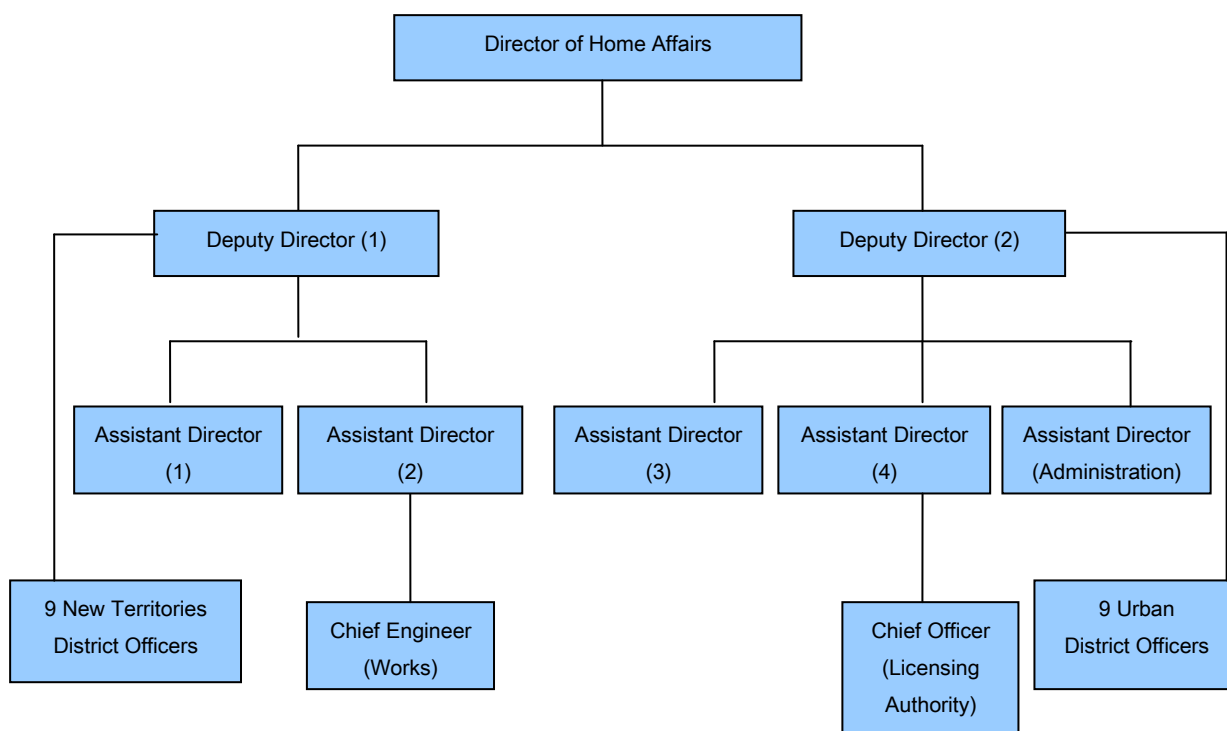 Director of Home Affairs
Deputy Director (1)
Deputy Director (2)
Assistant Director
(1)
Assistant Director
(2)
Assistant Director
(3)
Assistant Director
(4)
Assistant Director
(Administration)
9 New Territories
District Officers
Chief Engineer
(Works)
Chief Officer
(Licensing
Authority)
9 Urban
District Officers